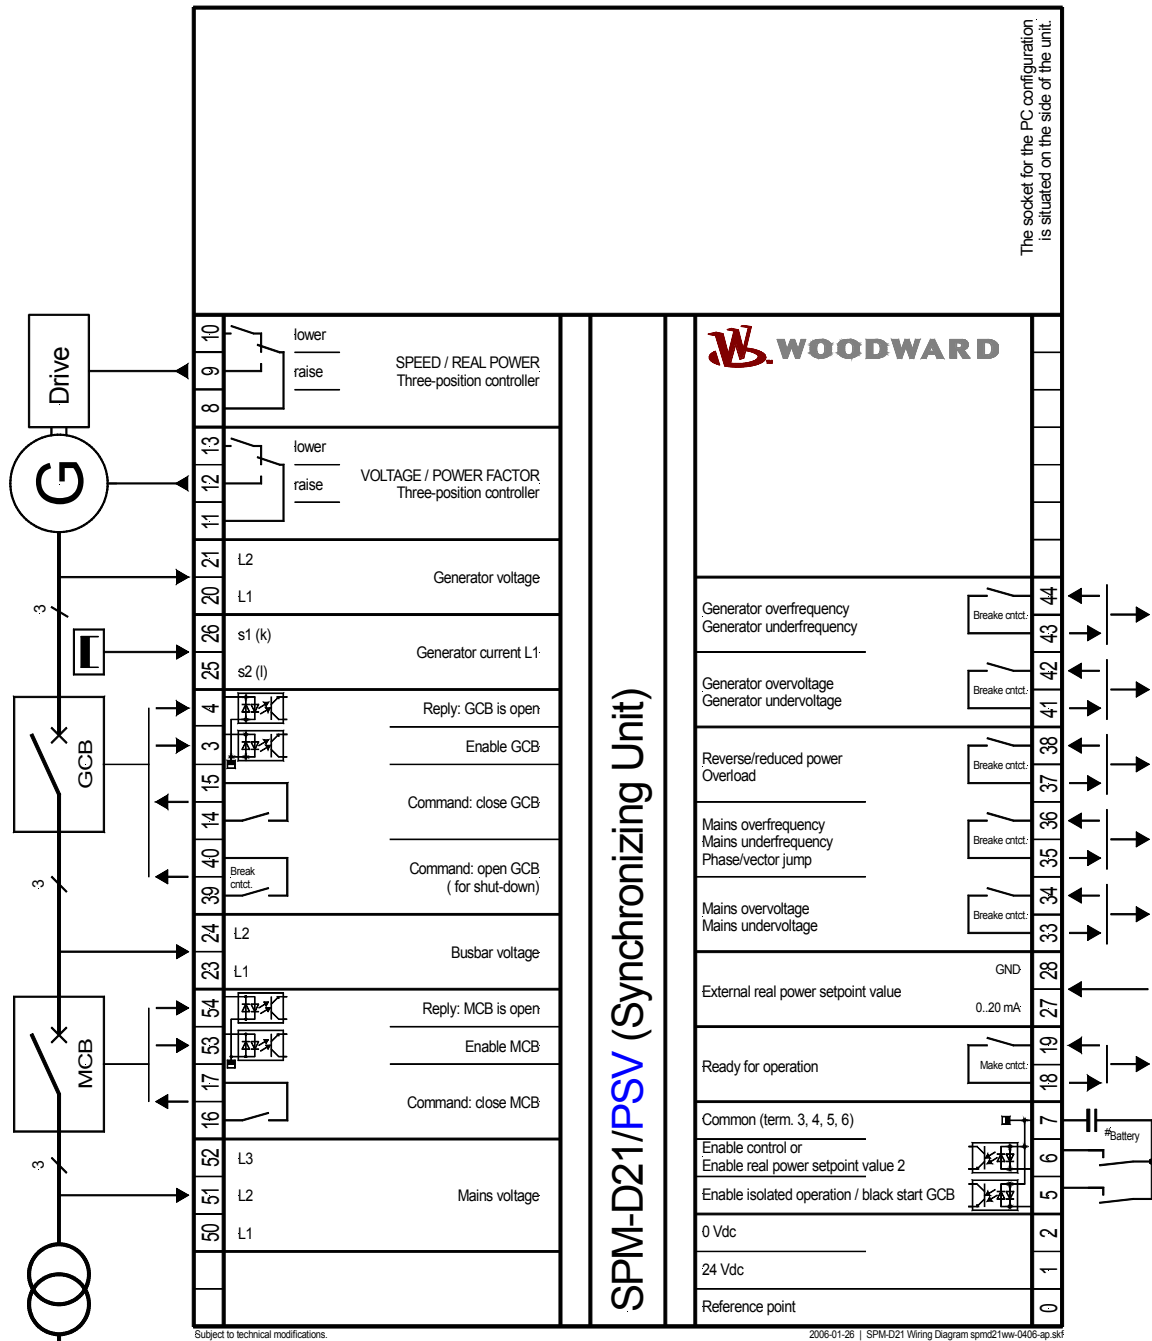 The socket for the PC configuration
is situated on the side of the unit.
Drive
G
3
GCB
3
MCB
3
10
9
8
lower
raise
SPEED / REAL POWER
Three-position controller
13
12
11
lower
raise
VOLTAGE / POWER FACTOR
Three-position controller
21
20
L2
L1
Generator voltage
26
25
s1 (k)
s2 (l)
Generator current L1
4
Reply: GCB is open
3
Enable GCB
15
14
Command: close GCB
40
39
Break
cntct.
Command: open GCB
( for shut-down)
24
23
L2
L1
Busbar voltage
54
Reply: MCB is open
53
Enable MCB
17
16
Command: close MCB
52
51
50
L3
L2
L1
Mains voltage
SPM-D21/PSV (Synchronizing Unit)
W WOODWARD
Generator overfrequency
Generator underfrequency
Breake cntct.
44
43
Generator overvoltage
Generator undervoltage
Breake cntct.
42
41
Reverse/reduced power
Overload
Breake cntct.
38
37
Mains overfrequency
Mains underfrequency
Phase/vector jump
Breake cntct.
36
35
Mains overvoltage
Mains undervoltage
Breake cntct.
34
33
External real power setpoint value
GND
0..20 mA
28
27
Ready for operation
Make cntct.
19
18
Common (term. 3, 4, 5, 6)
7
#Battery
Enable control or
Enable real power setpoint value 2
6
Enable isolated operation / black start GCB
5
0 Vdc
2
24 Vdc
1
Reference point
0
Subject to technical modifications.
2006-01-26 | SPM-D21 Wiring Diagram spmd21ww-0406-ap.skf